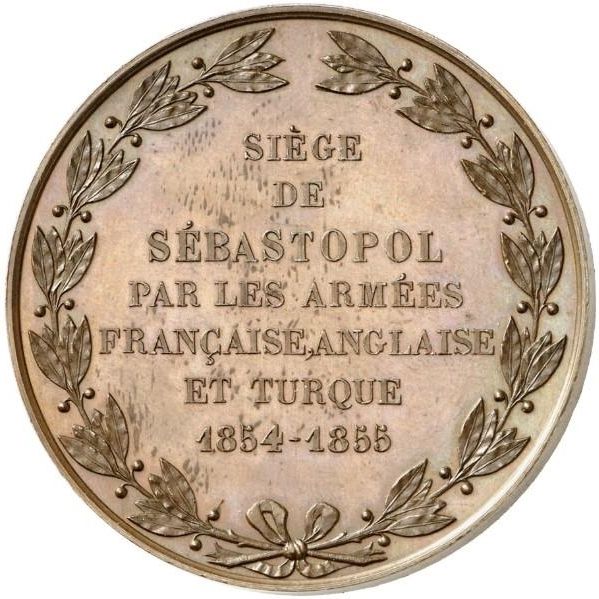 SIÈGE
DE
SÉBASTOPOL
PAR LES ARMÉES
FRANÇAISE,ANGLAISE
ET TURQUE
1854-1855